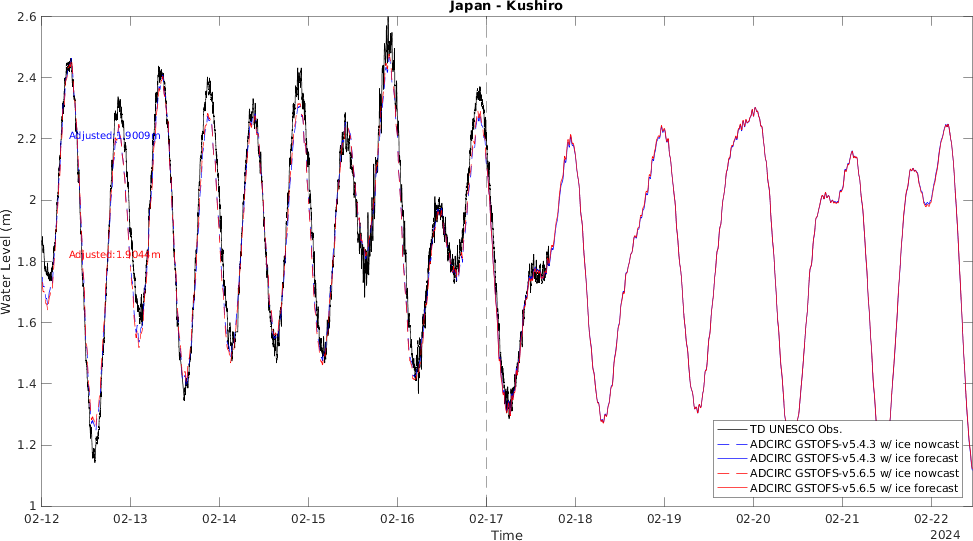 Japan - Kushiro
2.6
2.4
2.2
2
1.8
1.6
1.4
1.2
1
Water Level (m)
Adjusted:1.9009m
Adjusted:1.9044m
TD UNESCO Obs.
ADCIRC GSTOFS-v5.4.3 w/ ice nowcast
ADCIRC GSTOFS-v5.4.3 w/ ice forecast
ADCIRC GSTOFS-v5.6.5 w/ ice nowcast
ADCIRC GSTOFS-v5.6.5 w/ ice forecast
02-12 02-13 02-14 02-15 02-16 02-17 02-18 02-19 02-20 02-21 02-22
Time
2024